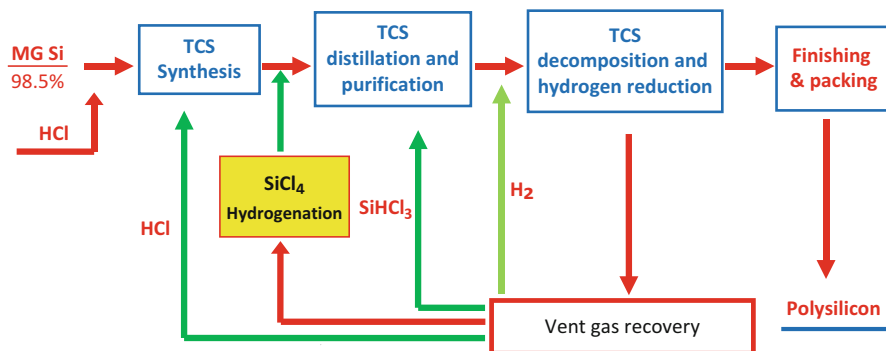 MG Si
98.5%
HCl
TCS
Synthesis
TCS
distillation and
purification
TCS
decomposition and
hydrogen reduction
Finishing
& packing
SiCl₄
Hydrogenation
HCl
SiHCl₃
H₂
Vent gas recovery
Polysilicon